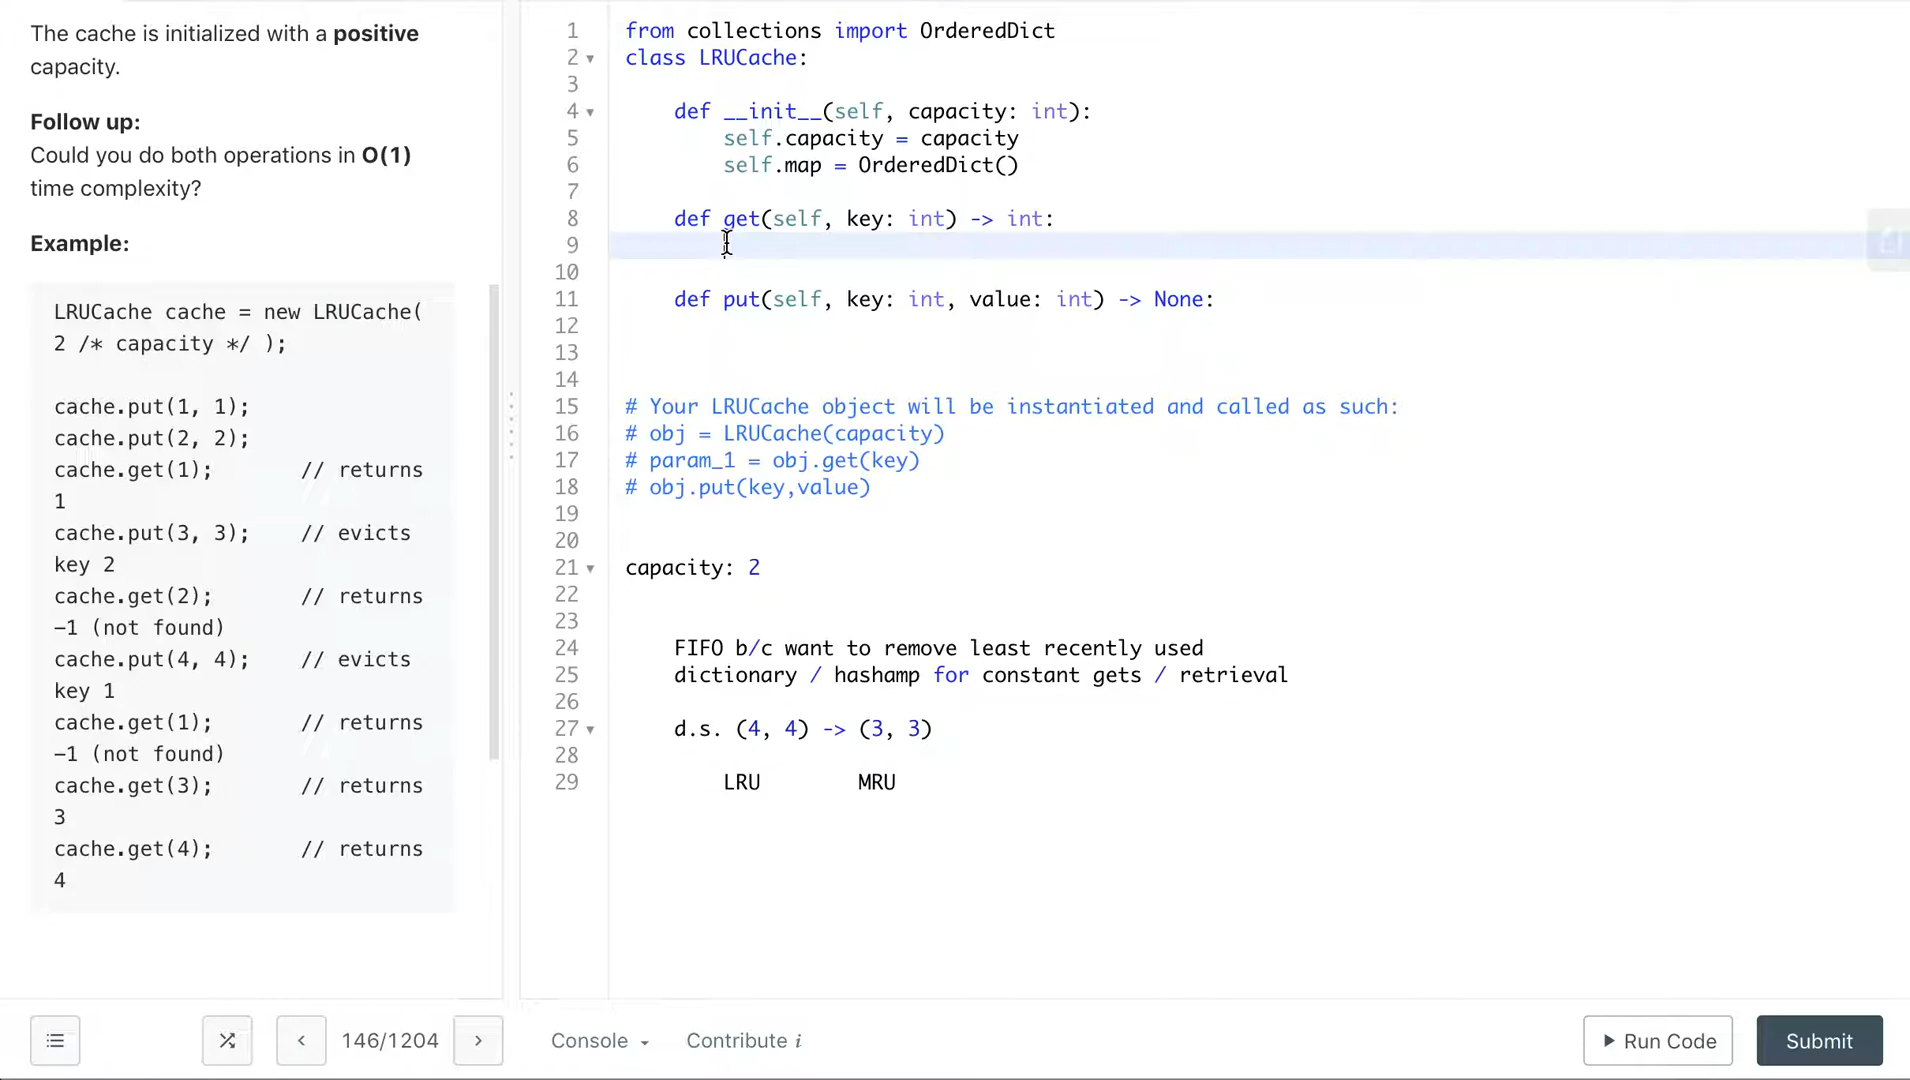 The cache is initialized with a positive
capacity.
Follow up:
Could you do both operations in O(1)
time complexity?
Example:
LRUCache cache = new LRUCache(
2 /* capacity */ );
cache.put(1, 1);
cache.put(2, 2);
cache.get(1);       // returns
1
cache.put(3, 3);    // evicts
key 2
cache.get(2);       // returns
-1 (not found)
cache.put(4, 4);    // evicts
key 1
cache.get(1);       // returns
-1 (not found)
cache.get(3);       // returns
3
cache.get(4);       // returns
4
146/1204
1 from collections import OrderedDict
2 class LRUCache:
3
4     def __init__(self, capacity: int):
5         self.capacity = capacity
6         self.map = OrderedDict()
7
8     def get(self, key: int) -> int:
9
10
11     def put(self, key: int, value: int) -> None:
12
13
14
15 # Your LRUCache object will be instantiated and called as such:
16 # obj = LRUCache(capacity)
17 # param_1 = obj.get(key)
18 # obj.put(key,value)
19
20
21 capacity: 2
22
23
24     FIFO b/c want to remove least recently used
25     dictionary / hashamp for constant gets / retrieval
26
27     d.s. (4, 4) -> (3, 3)
28
29         LRU        MRU
Console
Contribute i
Run Code
Submit